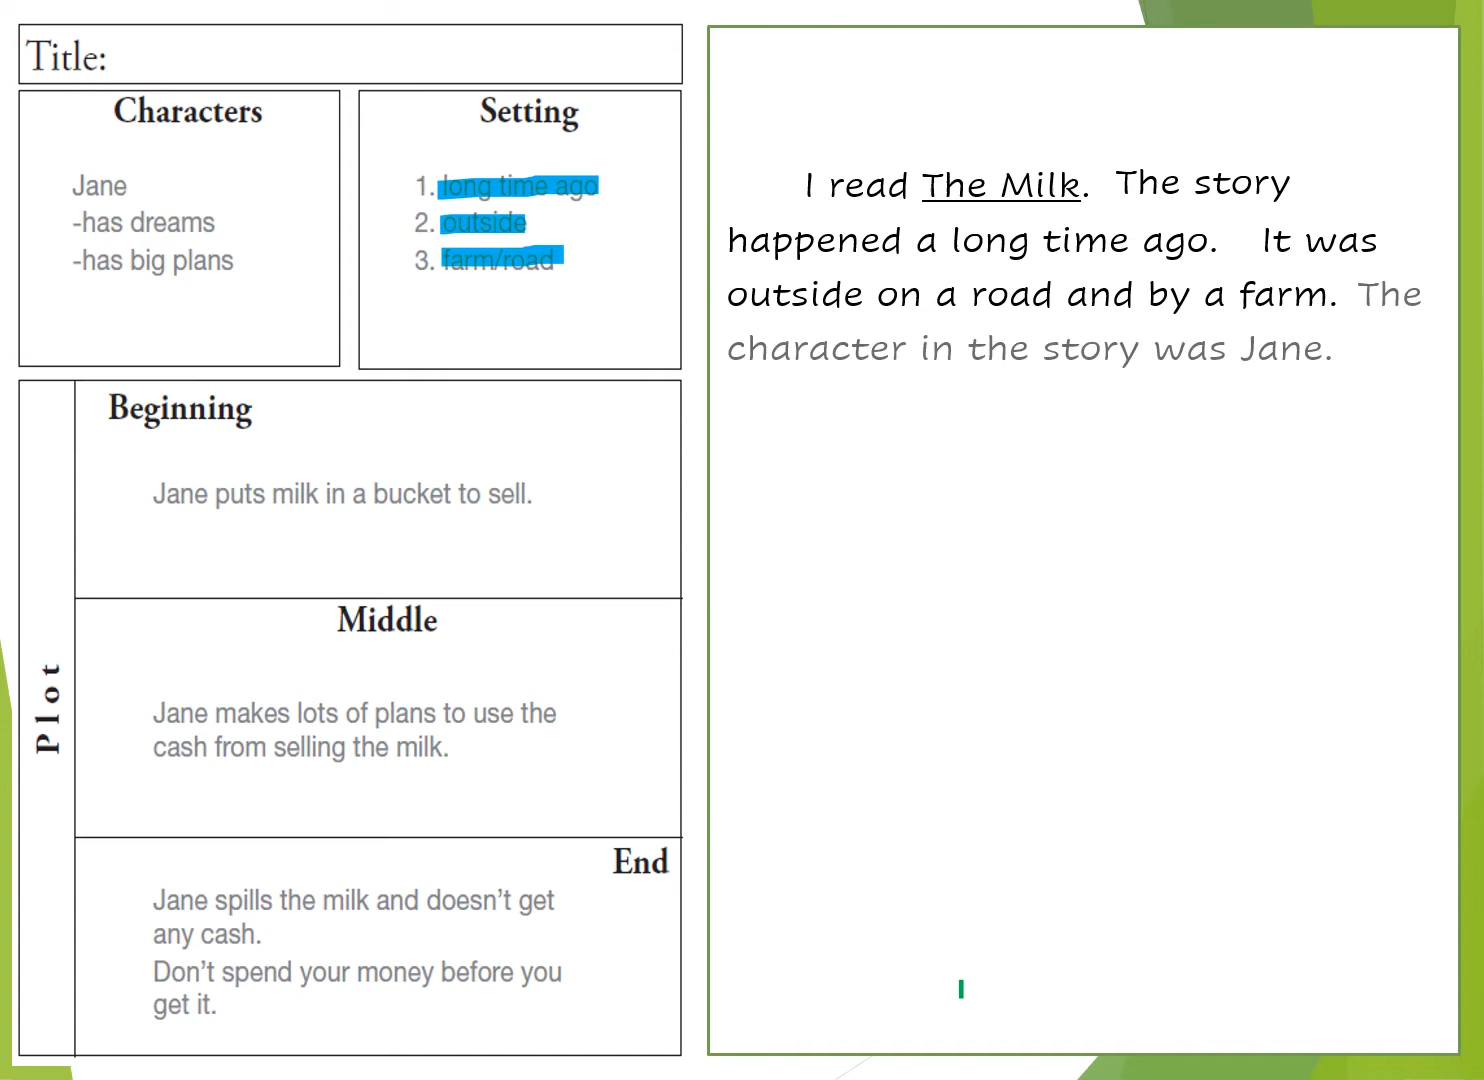 Title:
Characters
Jane
-has dreams
-has big plans
Setting
1. long time ago
2. outside
3. farm/road
Plot
Beginning
Jane puts milk in a bucket to sell.
Middle
Jane makes lots of plans to use the
cash from selling the milk.
End
Jane spills the milk and doesn't get
any cash.
Don't spend your money before you
get it.
I read The Milk. The story
happened a long time ago. It was
outside on a road and by a farm. The
character in the story was Jane.